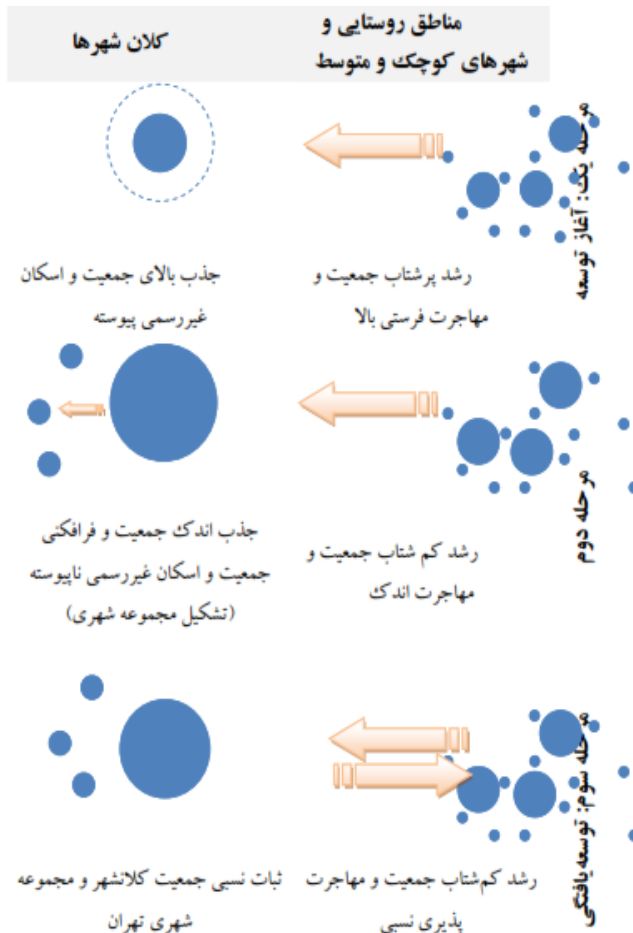 مناطق روستایی و
شهرهای کوچک و متوسط
کلان شهرها
مرحله یک: آغاز توسعه
رشد پرشتاب جمعیت و
مهاجرت فرستی بالا
جذب بالای جمعیت و اسکان
غیررسمی پیوسته
مرحله دوم
رشد کم شتاب جمعیت و
مهاجرت اندک
جذب اندک جمعیت و فرافکنی
جمعیت و اسکان غیررسمی ناپیوسته
(تشکیل مجموعه شهری)
مرحله سوم: توسعه یافتگی
رشد کم‌شتاب جمعیت و مهاجرت
پذیری نسبی
ثبات نسبی جمعیت کلانشهر و مجموعه
شهری تهران